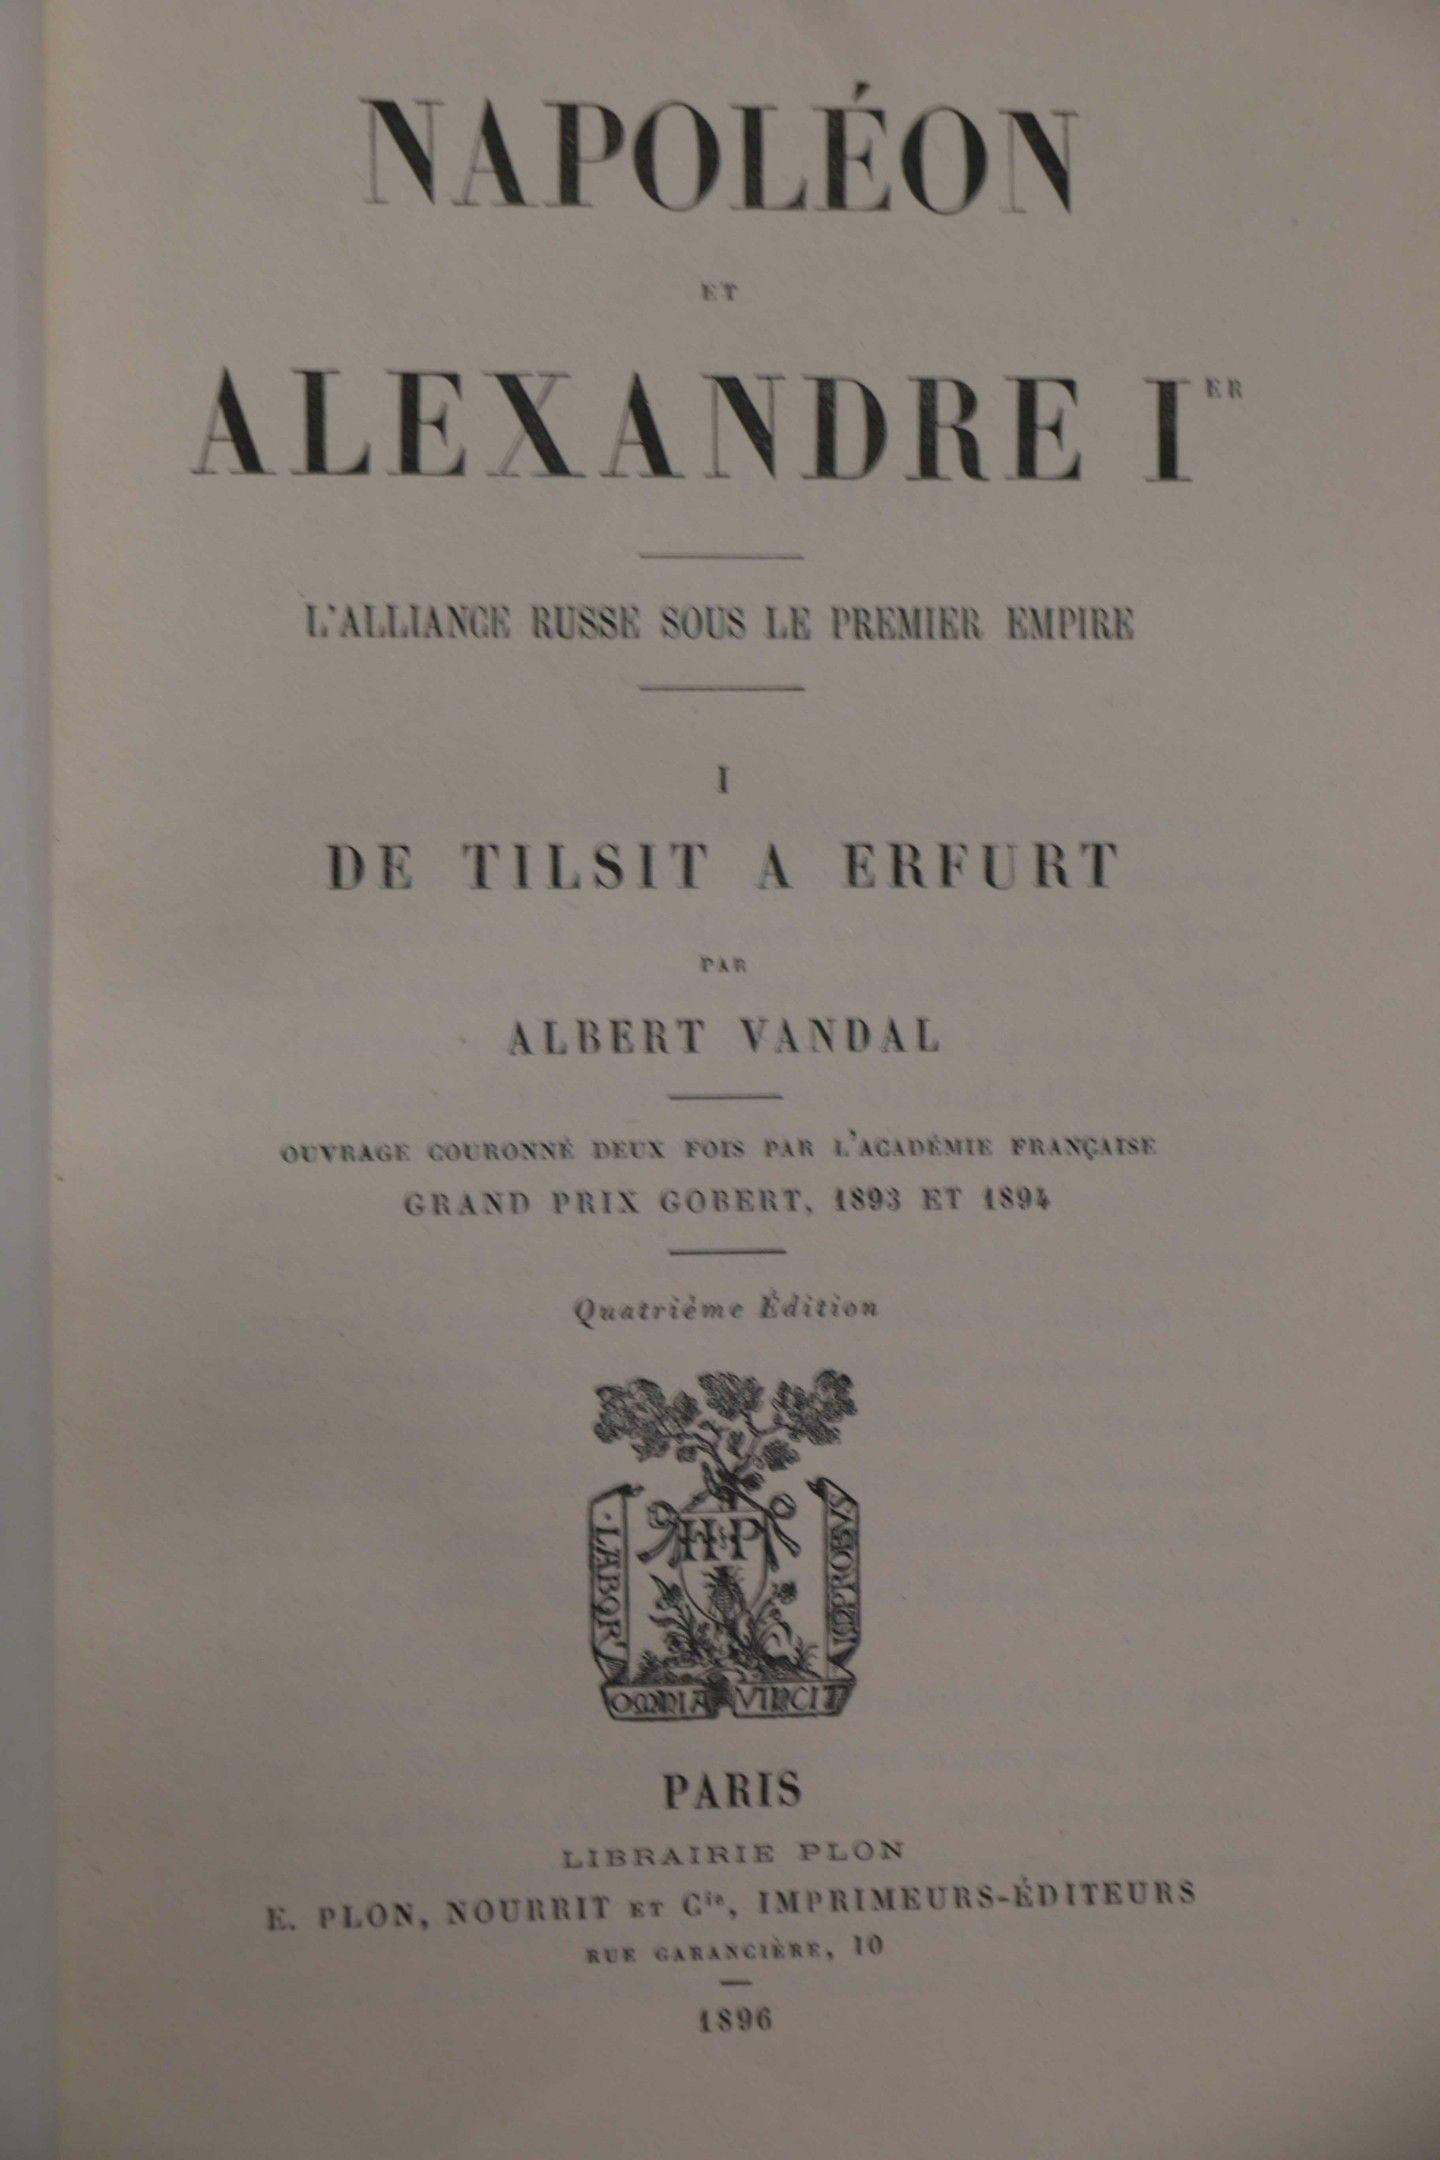 NAPOLÉON
ET
ALEXANDRE IER
L'ALLIANCE RUSSE SOUS LE PREMIER EMPIRE
I
DE TILSIT A ERFURT
PAR
ALBERT VANDAL
OUVRAGE COURONNÉ DEUX FOIS PAR L'ACADÉMIE FRANÇAISE
GRAND PRIX GOBERT, 1893 ET 1894
Quatrième Édition
H P
·LABOR
IMPROBVS
OMNIA VINCIT
PARIS
LIBRAIRIE PLON
E. PLON, NOURRIT ET Cie, IMPRIMEURS-ÉDITEURS
RUE GARANCIÈRE, 10
1896